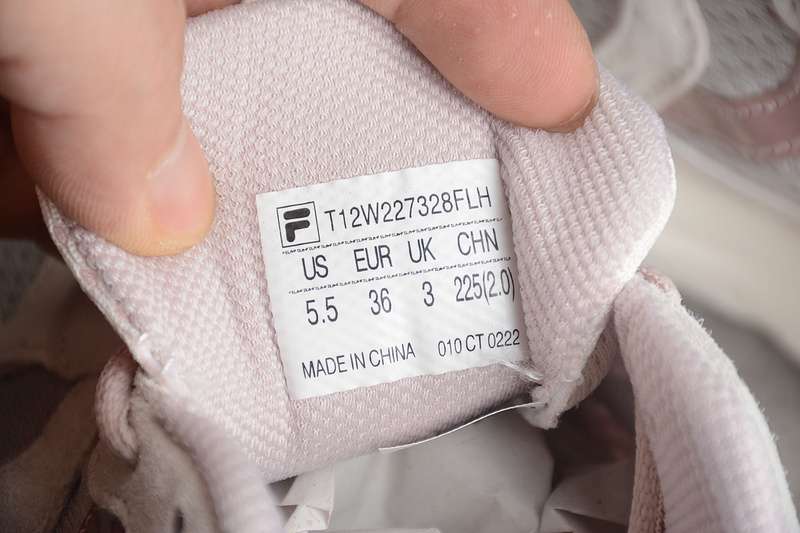 F T12W227328FLH
US EUR UK CHN
5.5 36 3 225(2.0)
MADE IN CHINA 010 CT 0222